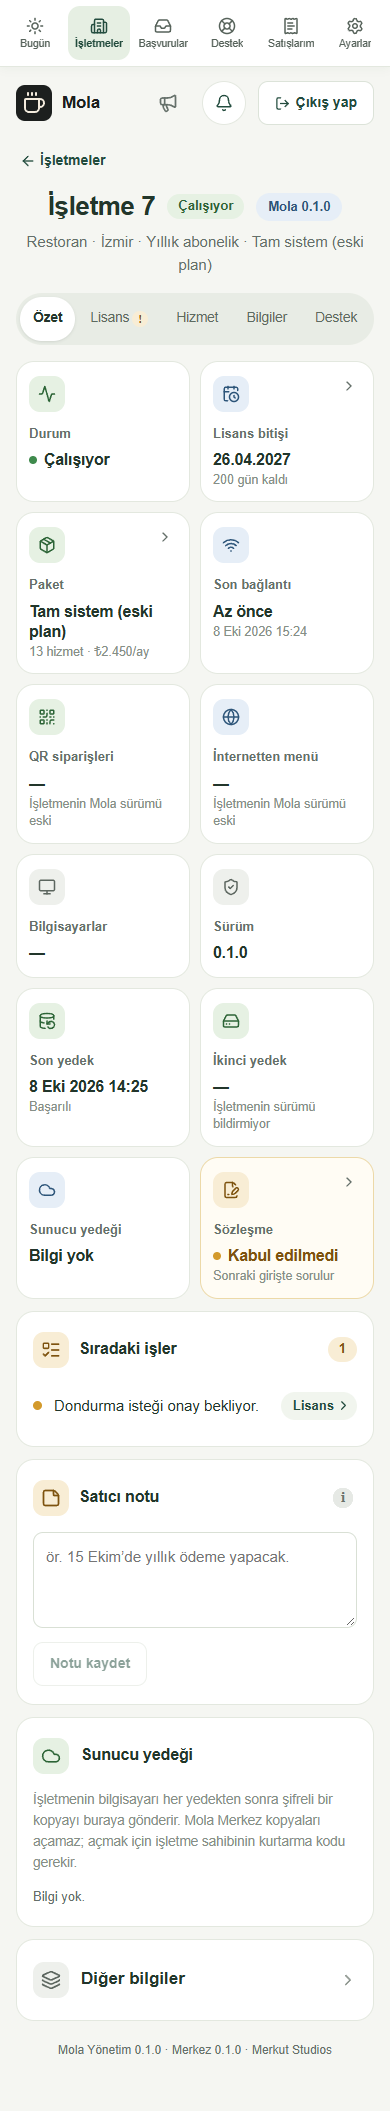 Bugün
İşletmeler
Başvurular
Destek
Satışlarım
Ayarlar
Mola
Çıkış yap
İşletmeler
İşletme 7
Çalışıyor
Mola 0.1.0
Restoran · İzmir · Yıllık abonelik · Tam sistem (eski
plan)
Özet
Lisans !
Hizmet
Bilgiler
Destek
Durum
Çalışıyor
Lisans bitişi
26.04.2027
200 gün kaldı
Paket
Tam sistem (eski
plan)
13 hizmet · ₺2.450/ay
Son bağlantı
Az önce
8 Eki 2026 15:24
QR siparişleri
—
İşletmenin Mola sürümü
eski
İnternetten menü
—
İşletmenin Mola sürümü
eski
Bilgisayarlar
—
Sürüm
0.1.0
Son yedek
8 Eki 2026 14:25
Başarılı
İkinci yedek
—
İşletmenin sürümü
bildirmiyor
Sunucu yedeği
Bilgi yok
Sözleşme
Kabul edilmedi
Sonraki girişte sorulur
Sıradaki işler
1
Dondurma isteği onay bekliyor.
Lisans
Satıcı notu
i
ör. 15 Ekim’de yıllık ödeme yapacak.
Notu kaydet
Sunucu yedeği
İşletmenin bilgisayarı her yedekten sonra şifreli bir
kopyayı buraya gönderir. Mola Merkez kopyaları
açamaz; açmak için işletme sahibinin kurtarma kodu
gerekir.
Bilgi yok.
Diğer bilgiler
Mola Yönetim 0.1.0 · Merkez 0.1.0 · Merkut Studios